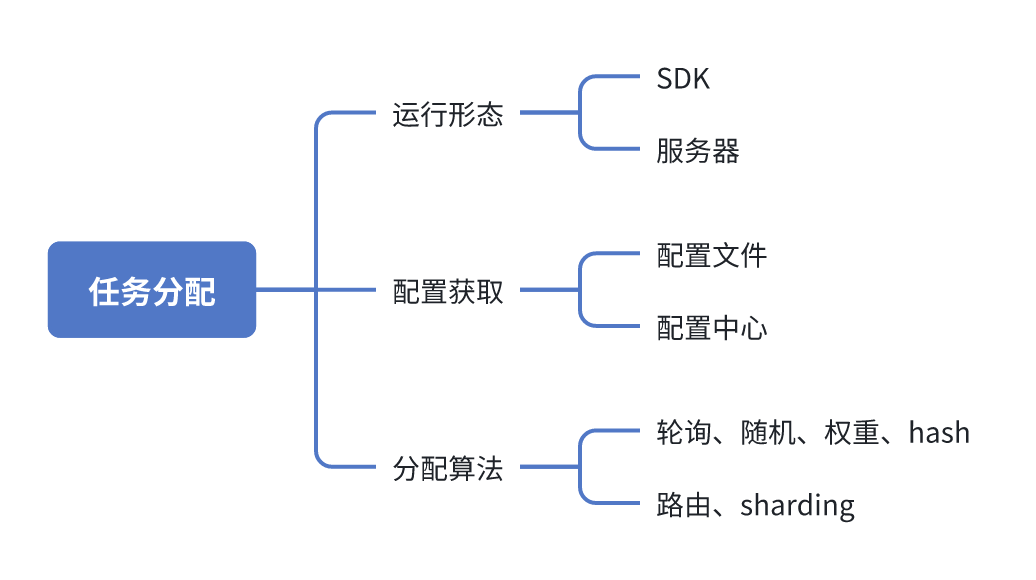 任务分配
运行形态
SDK
服务器
配置获取
配置文件
配置中心
分配算法
轮询、随机、权重、hash
路由、sharding